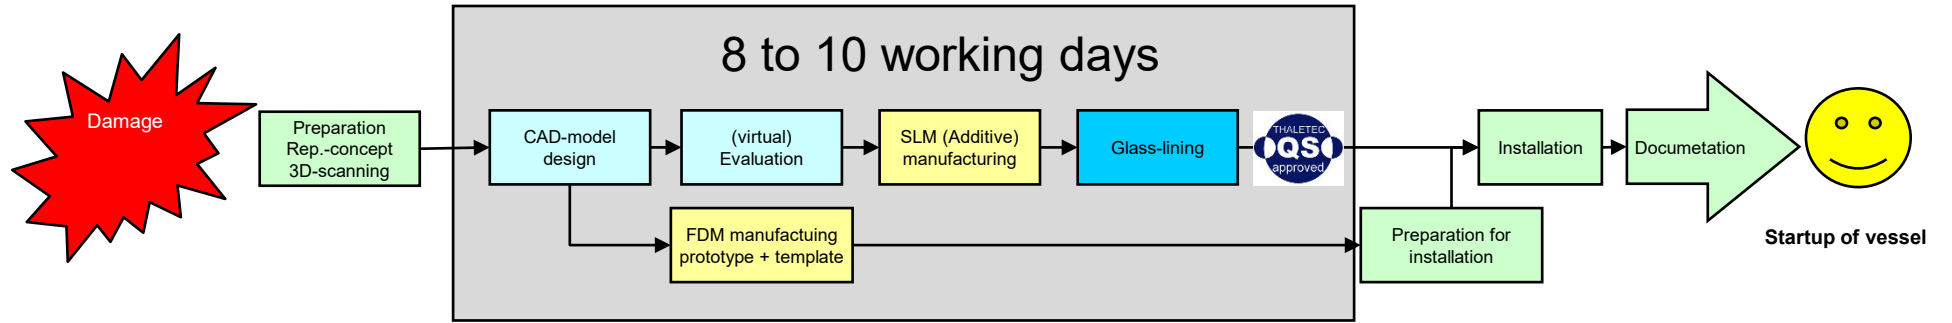 8 to 10 working days
Damage
Preparation
Rep.-concept
3D-scanning
CAD-model
design
(virtual)
Evaluation
SLM (Additive)
manufacturing
Glass-lining
THALETEC
QS
approved
Installation
Documetation
FDM manufactuing
prototype + template
Preparation for
installation
Startup of vessel